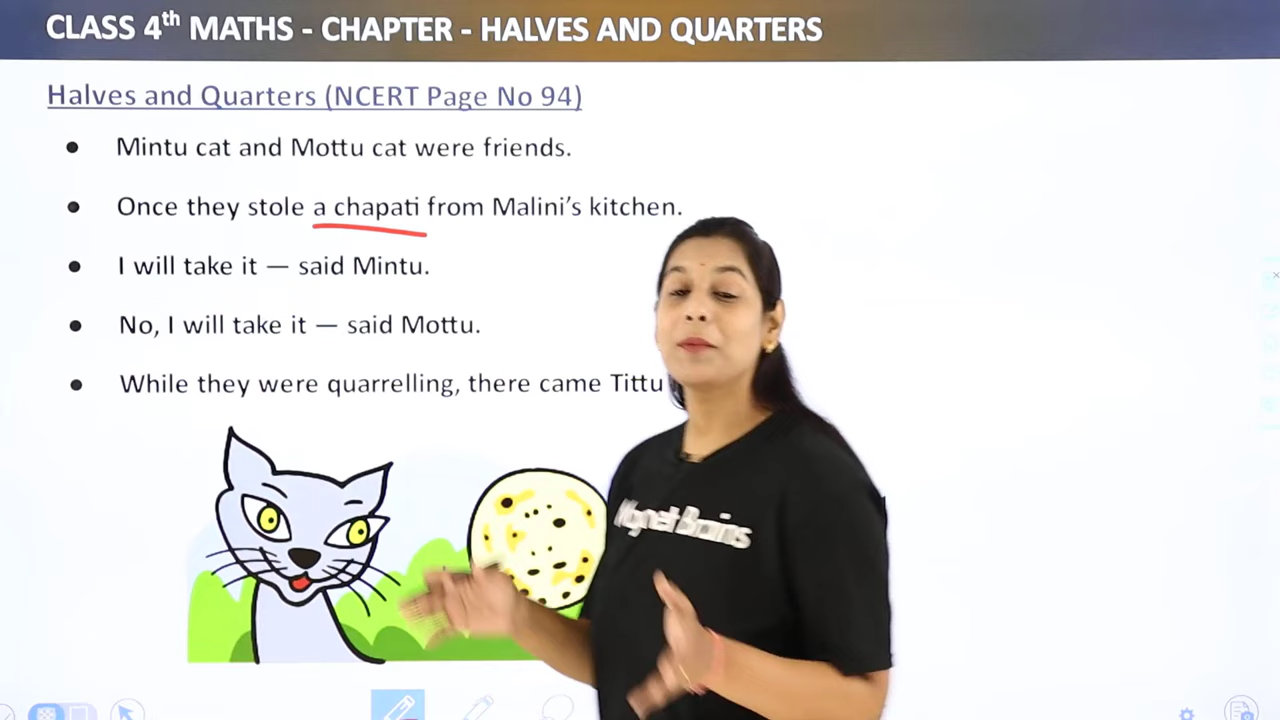 CLASS 4th MATHS - CHAPTER - HALVES AND QUARTERS
Halves and Quarters (NCERT Page No 94)
● Mintu cat and Mottu cat were friends.
● Once they stole a chapati from Malini’s kitchen.
● I will take it — said Mintu.
● No, I will take it — said Mottu.
● While they were quarrelling, there came Tittu
Magnet Brains